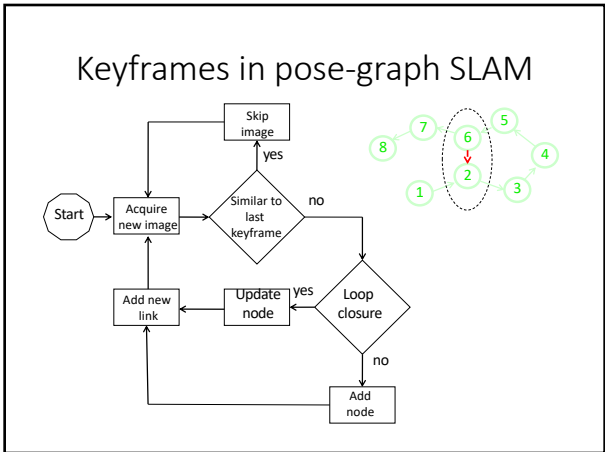 Keyframes in pose-graph SLAM
Skip
image
yes
Start
Acquire
new image
Similar to
last
keyframe
no
Add new
link
Update
node
yes
Loop
closure
no
Add
node
8
7
6
5
4
2
1
3